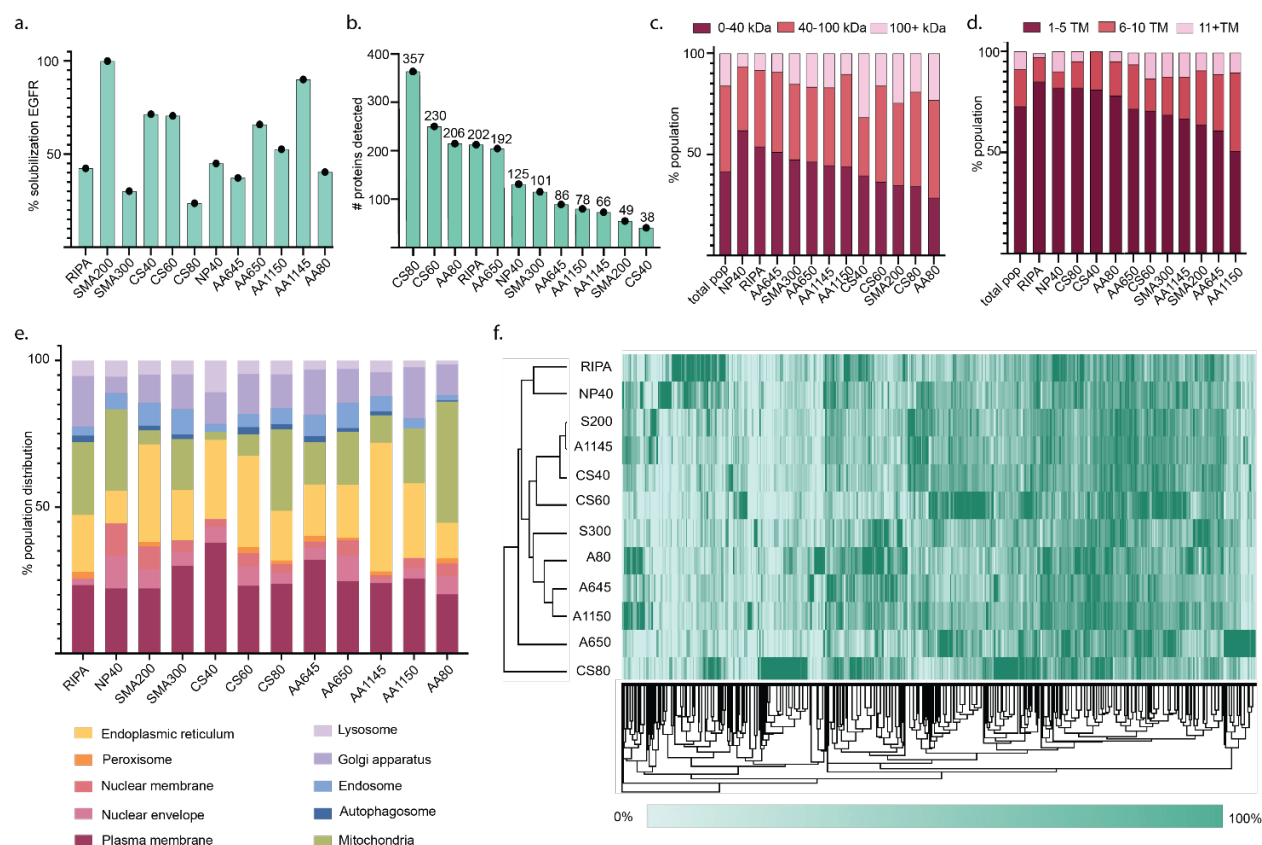 a.
% solubilization EGFR
100
50
RIPA
SMA200
SMA300
CS40
CS60
CS80
NP40
AA645
AA650
AA1150
AA1145
AA80
b.
# proteins detected
400
300
200
100
357
230
206
202
192
125
101
86
78
66
49
38
CS80
CS60
AA80
RIPA
AA650
NP40
SMA300
AA645
AA1150
AA1145
SMA200
CS40
c.
0-40 kDa 40-100 kDa 100+ kDa
% population
100
50
total pop
NP40
RIPA
AA645
SMA300
AA650
AA1145
AA1150
CS40
CS60
SMA200
CS80
AA80
d.
1-5 TM 6-10 TM 11+TM
% population
100
50
total pop
RIPA
NP40
CS80
CS40
AA80
AA650
CS60
SMA300
AA1145
SMA200
AA645
AA1150
e.
% population distribution
100
50
RIPA
NP40
SMA200
SMA300
CS40
CS60
CS80
AA645
AA650
AA1145
AA1150
AA80
Endoplasmic reticulum
Peroxisome
Nuclear membrane
Nuclear envelope
Plasma membrane
Lysosome
Golgi apparatus
Endosome
Autophagosome
Mitochondria
f.
RIPA
NP40
S200
A1145
CS40
CS60
S300
A80
A645
A1150
A650
CS80
0% 100%